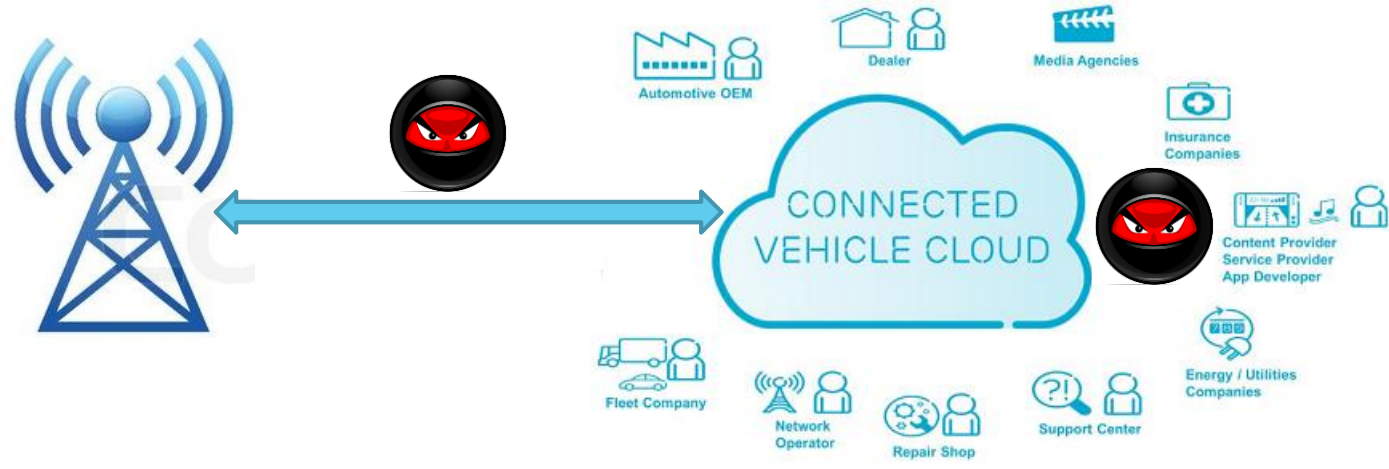 Automotive OEM
Dealer
Media Agencies
Insurance
Companies
CONNECTED
VEHICLE CLOUD
Content Provider
Service Provider
App Developer
Energy / Utilities
Companies
Fleet Company
Network
Operator
Repair Shop
Support Center
?!